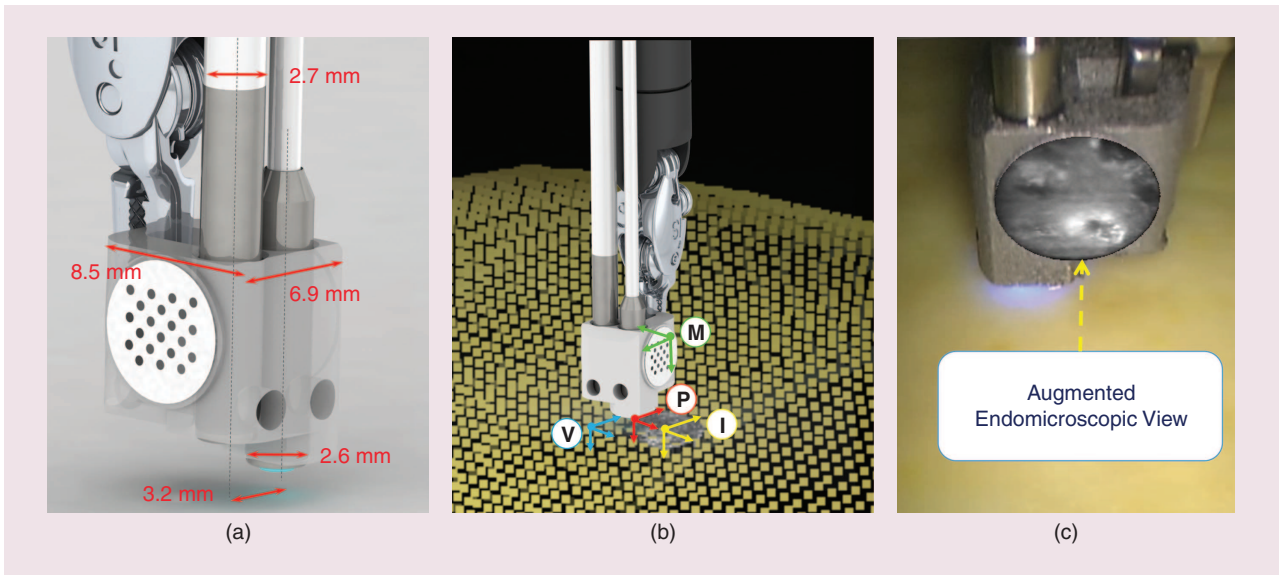 2.7 mm
8.5 mm
6.9 mm
2.6 mm
3.2 mm
(a)
M
P
V
I
(b)
Augmented
Endomicroscopic View
(c)